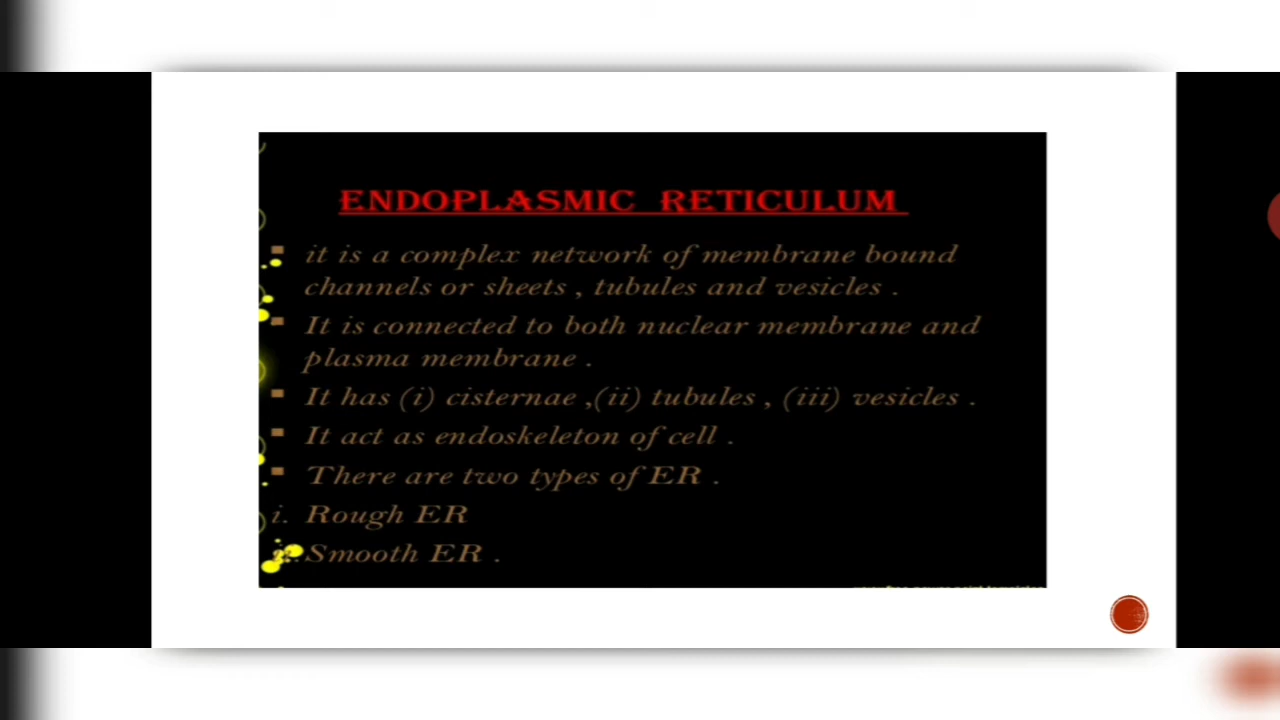 ENDOPLASMIC RETICULUM
it is a complex network of membrane bound
channels or sheets , tubules and vesicles .
It is connected to both nuclear membrane and
plasma membrane .
It has (i) cisternae ,(ii) tubules , (iii) vesicles .
It act as endoskeleton of cell .
There are two types of ER .
i. Rough ER
Smooth ER .